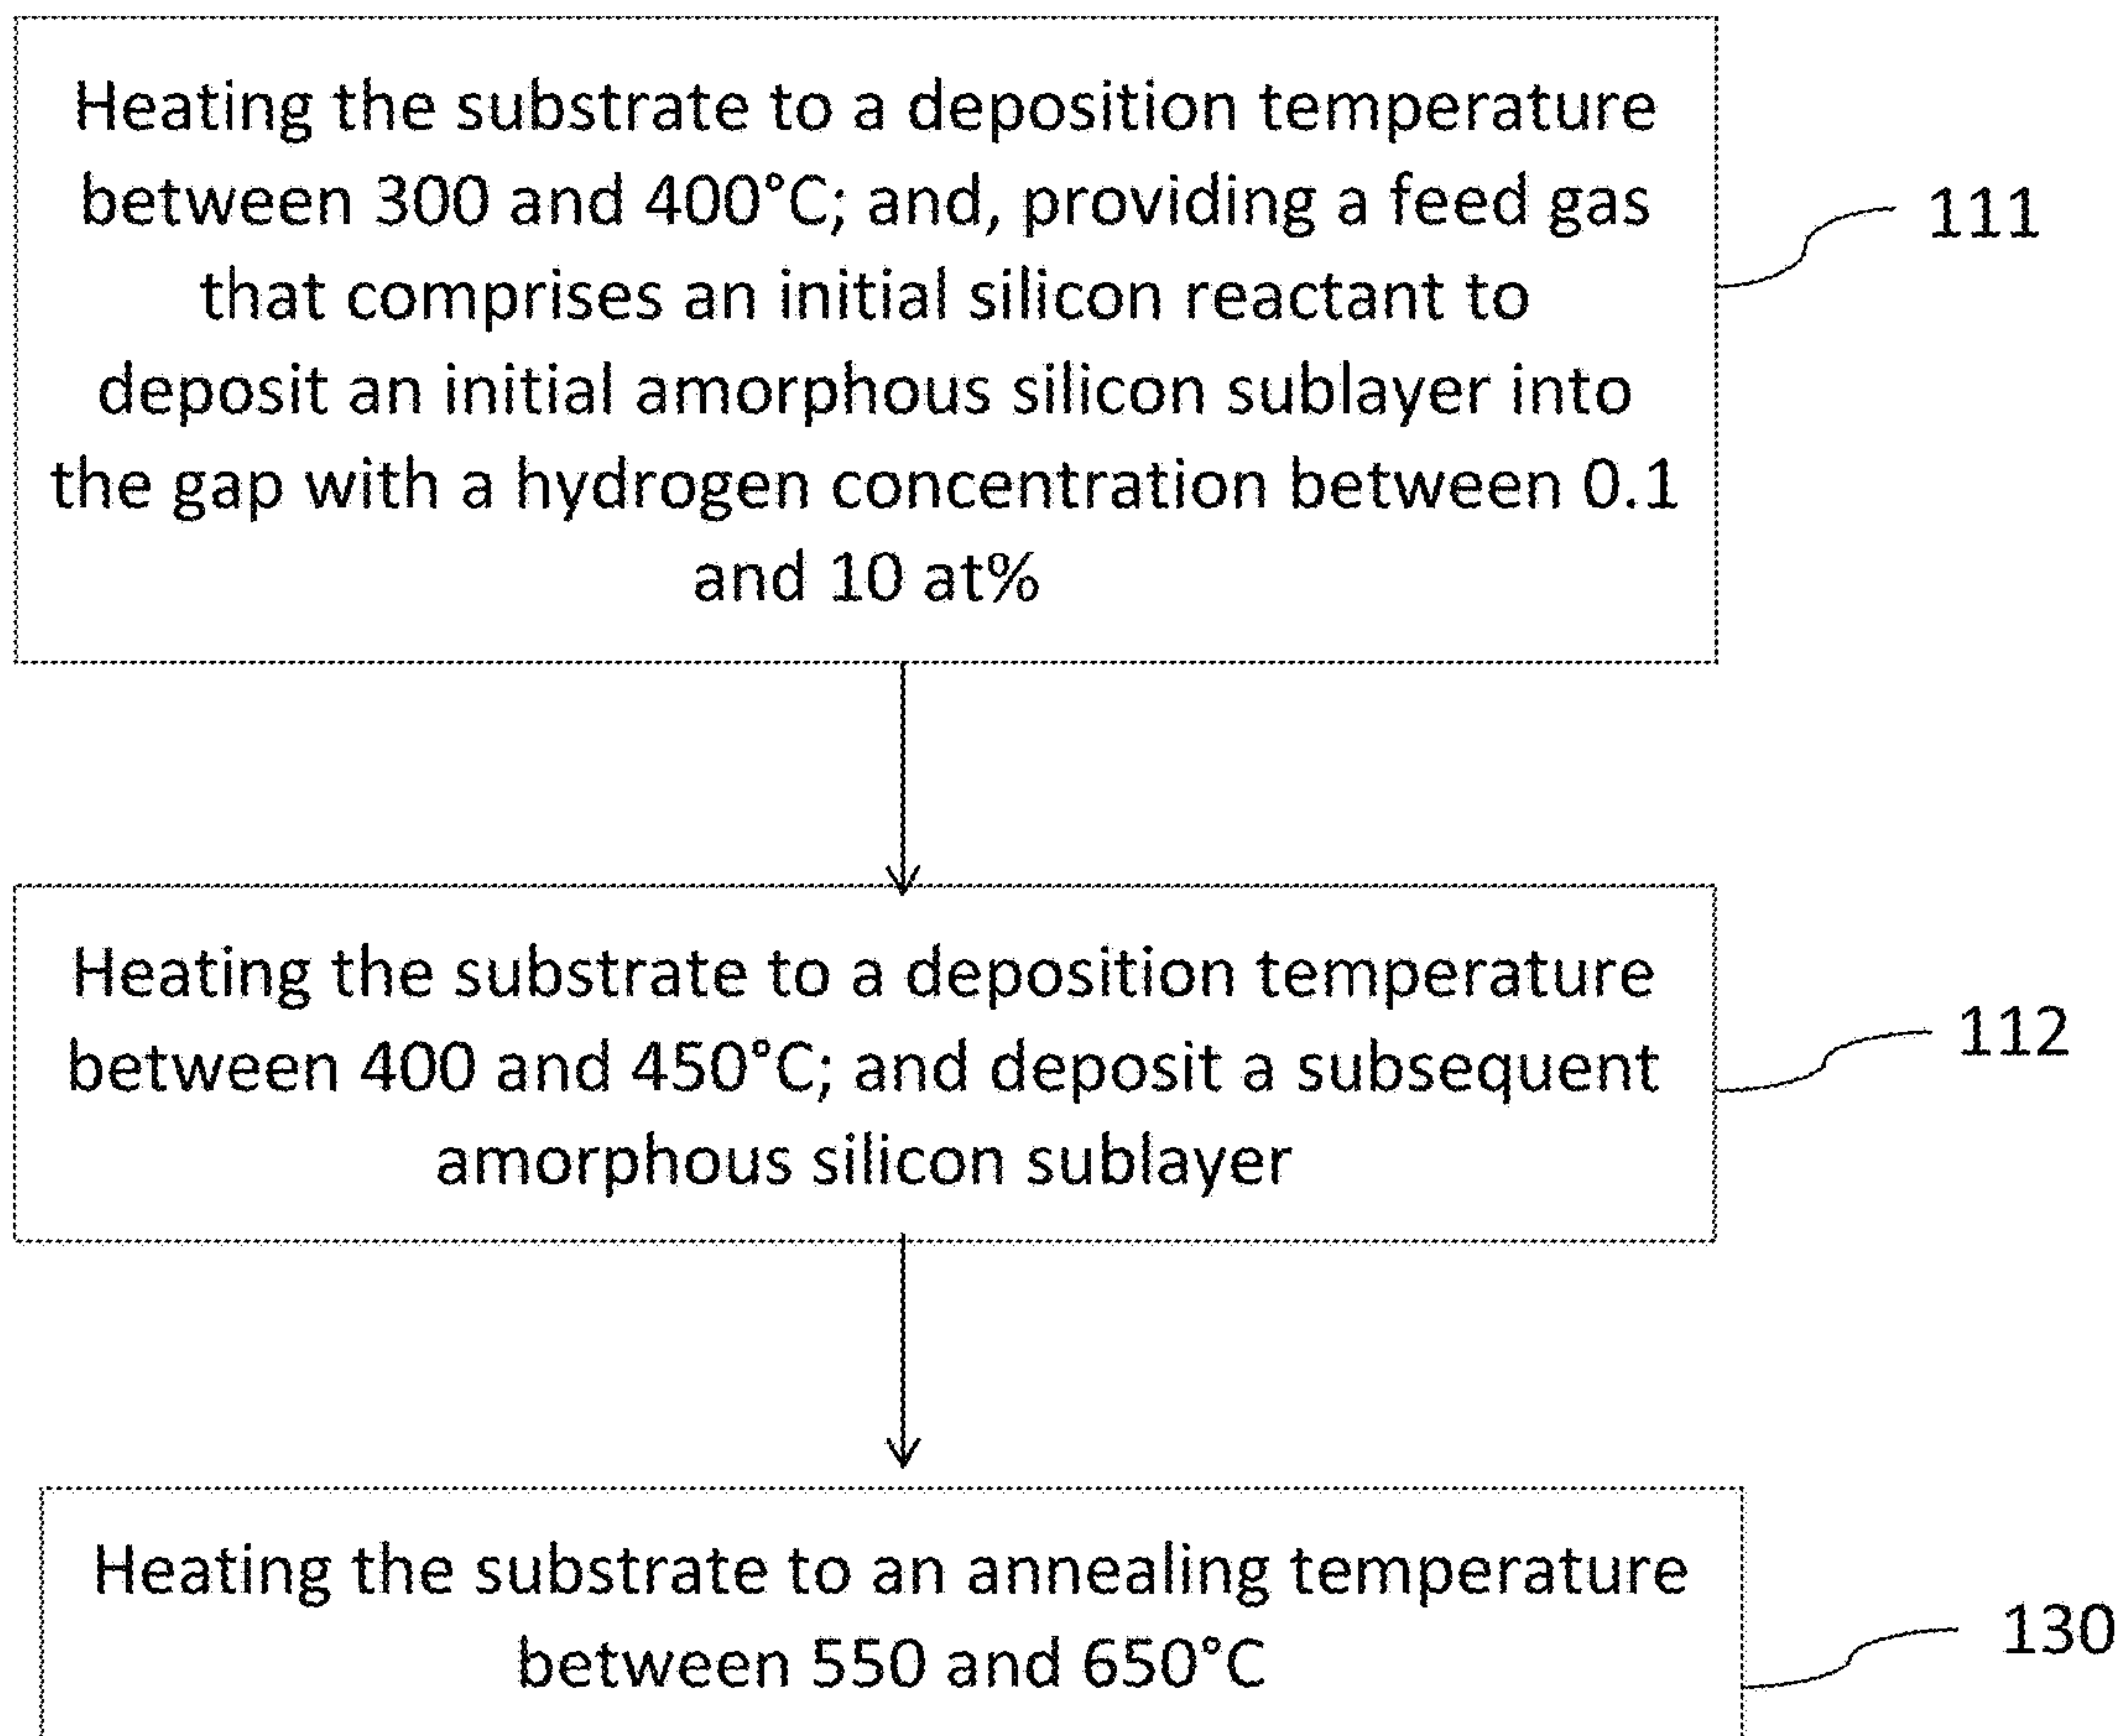 Heating the substrate to a deposition temperature
between 300 and 400°C; and, providing a feed gas
that comprises an initial silicon reactant to
deposit an initial amorphous silicon sublayer into
the gap with a hydrogen concentration between 0.1
and 10 at%
111
Heating the substrate to a deposition temperature
between 400 and 450°C; and deposit a subsequent
amorphous silicon sublayer
112
Heating the substrate to an annealing temperature
between 550 and 650°C
130